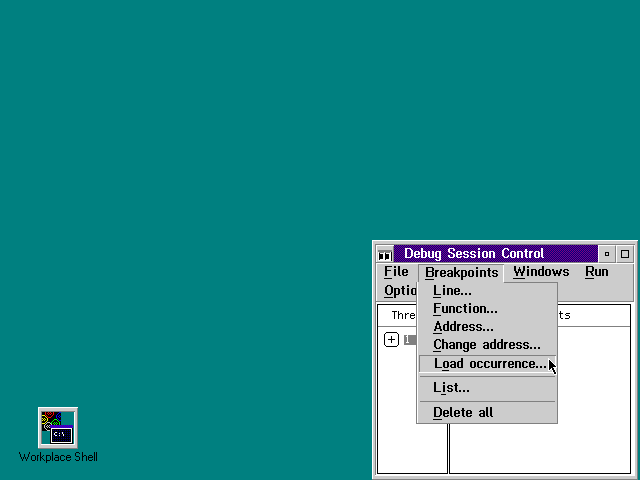 Debug Session Control
File Breakpoints Windows Run
Optio
Line...
Function...
Thre
ts
Address...
Change address...
1
Load occurrence...
List...
Delete all
C:\
Workplace Shell